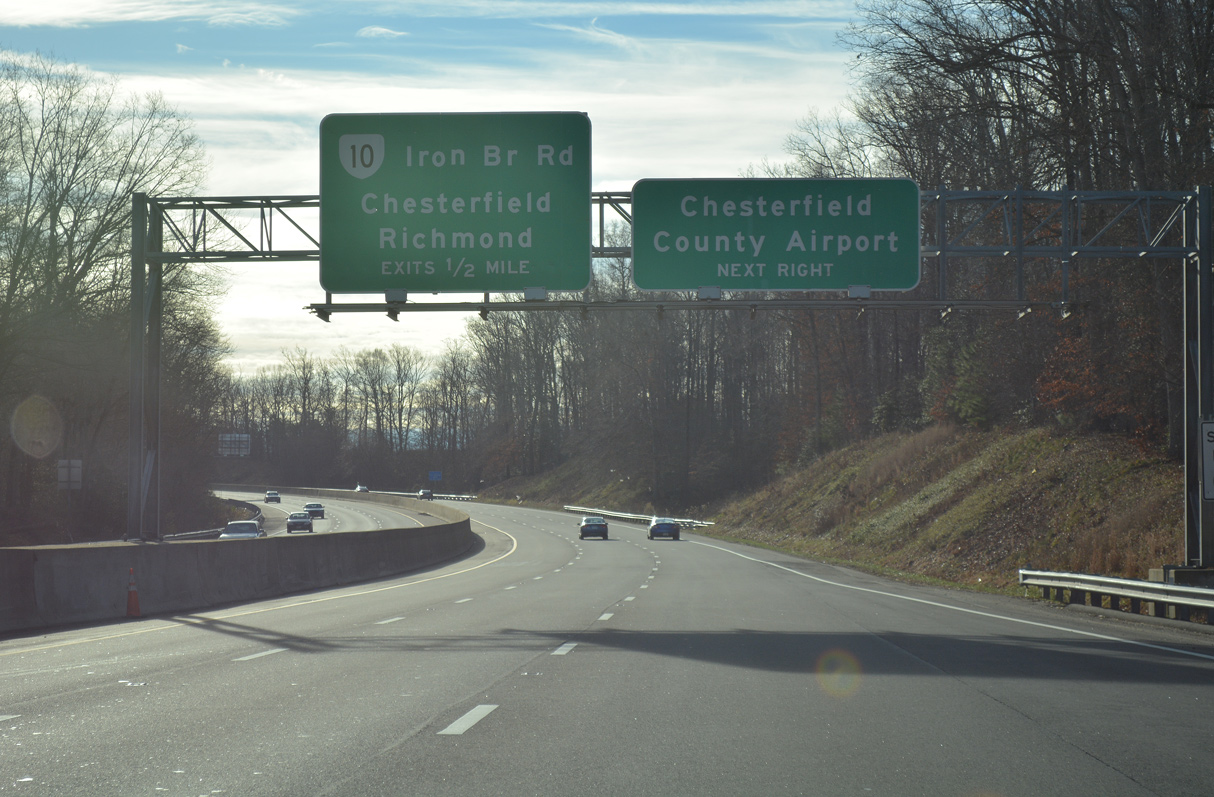 10 Iron Br Rd
Chesterfield
Richmond
EXITS 1/2 MILE
Chesterfield
County Airport
NEXT RIGHT